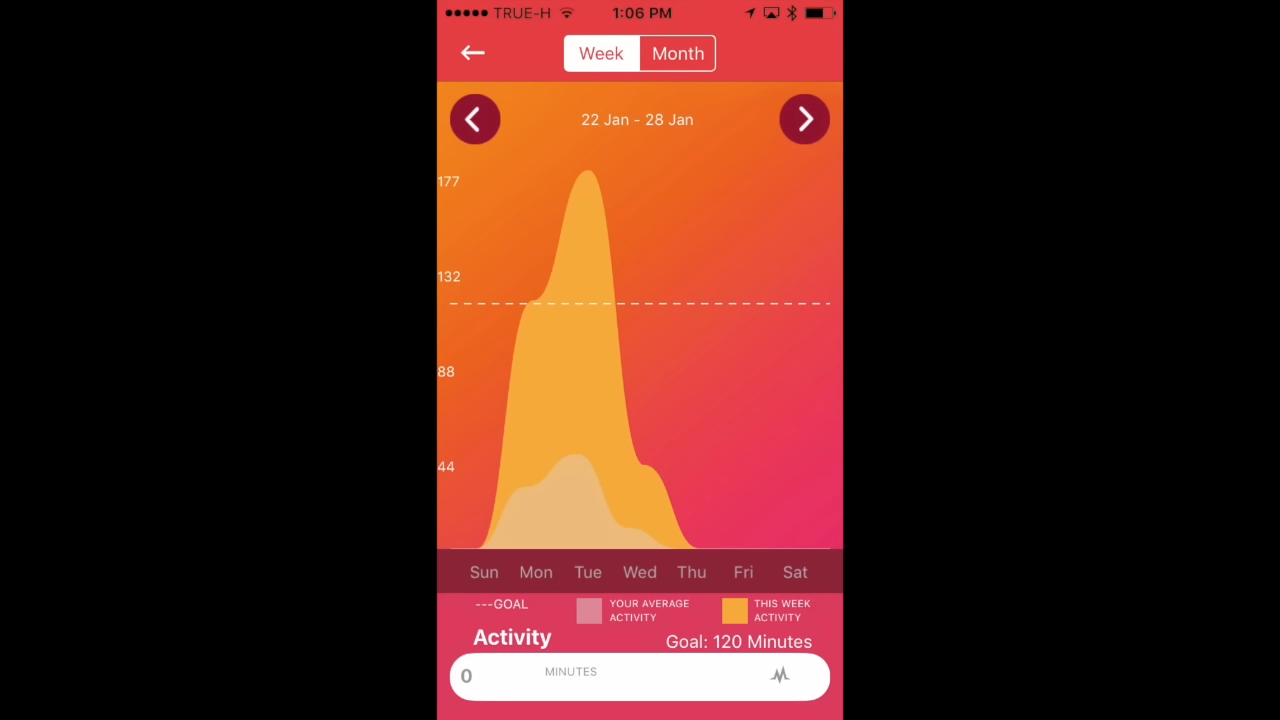 TRUE-H 1:06 PM
Week Month
22 Jan - 28 Jan
177
132
88
44
Sun Mon Tue Wed Thu Fri Sat
---GOAL
YOUR AVERAGE
ACTIVITY
THIS WEEK
ACTIVITY
Activity
Goal: 120 Minutes
0 MINUTES